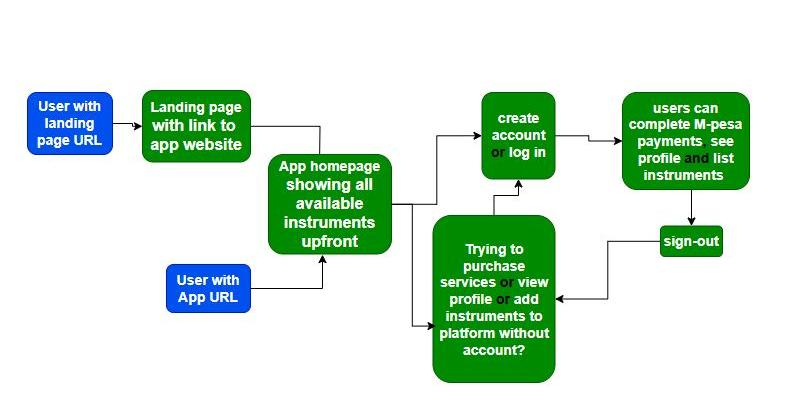 User with
landing
page URL
Landing page
with link to
app website
App homepage
showing all
available
instruments
upfront
User with
App URL
create
account
or log in
users can
complete M-pesa
payments, see
profile and list
instruments
sign-out
Trying to
purchase
services or view
profile or add
instruments to
platform without
account?